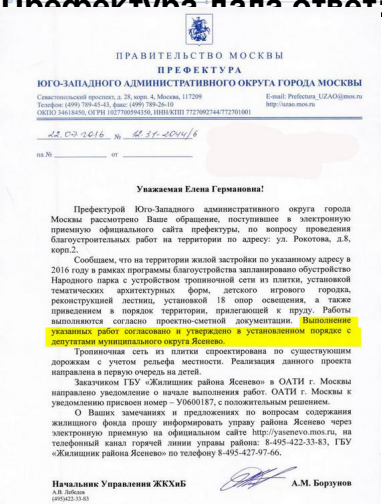 Префектура дала ответ:
ПРАВИТЕЛЬСТВО МОСКВЫ
ПРЕФЕКТУРА
ЮГО-ЗАПАДНОГО АДМИНИСТРАТИВНОГО ОКРУГА ГОРОДА МОСКВЫ
Севастопольский проспект, д. 28, корп. 4, Москва, 117209
Телефон: (499) 789-45-43, факс: (499) 789-26-10
ОКПО 34618450, ОГРН 1027700594350, ИНН/КПП 7727092744/772701001
E-mail: Prefectura_UZAO@mos.ru
http://uzao.mos.ru
22.07.2016 № 12-31-2044/6
на № от
Уважаемая Елена Германовна!
Префектурой Юго-Западного административного округа города
Москвы рассмотрено Ваше обращение, поступившее в электронную
приемную официального сайта префектуры, по вопросу проведения
благоустроительных работ на территории по адресу: ул. Рокотова, д.8,
корп.2.
Сообщаем, что на территории жилой застройки по указанному адресу в
2016 году в рамках программы благоустройства запланировано обустройство
Народного парка с устройством тропиночной сети из плитки, установкой
тематических архитектурных форм, детского игрового городка,
реконструкцией лестниц, установкой 18 опор освещения, а также
приведением в порядок территории, прилегающей к пруду. Работы
выполняются согласно проектно-сметной документации. Выполнение
указанных работ согласовано и утверждено в установленном порядке с
депутатами муниципального округа Ясенево.
Тропиночная сеть из плитки спроектирована по существующим
дорожкам с учетом рельефа местности. Реализация данного проекта
направлена в первую очередь на детей.
Заказчиком ГБУ «Жилищник района Ясенево» в ОАТИ г. Москвы
направлено уведомление о начале выполнения работ. ОАТИ г. Москвы к
уведомлению присвоен номер – У0600187, с положительным решением.
О Ваших замечаниях и предложениях по вопросам содержания
жилищного фонда прошу информировать управу района Ясенево через
электронную приемную на официальном сайте http://yasenevo.mos.ru, на
телефонный канал горячей линии управы района: 8-495-422-33-83, ГБУ
«Жилищник района Ясенево» по телефону 8-495-427-97-66.
Начальник Управления ЖКХиБ А.М. Борзунов
А.В. Лебедев
(495)422-33-83